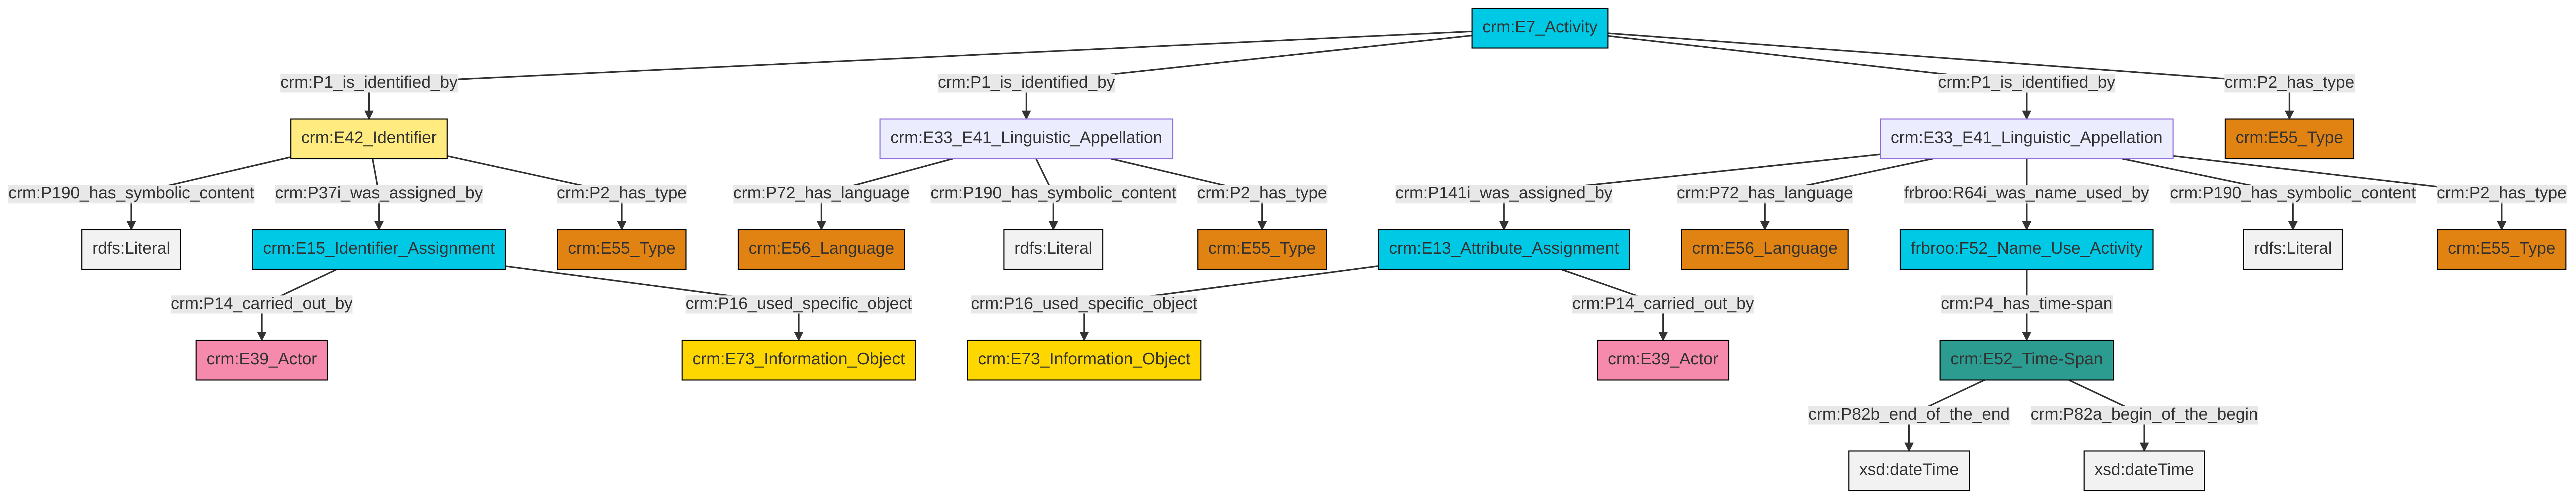 crm:E7_Activity
crm:P1_is_identified_by
crm:P1_is_identified_by
crm:P1_is_identified_by
crm:P2_has_type
crm:E42_Identifier
crm:E33_E41_Linguistic_Appellation
crm:E33_E41_Linguistic_Appellation
crm:E55_Type
crm:P190_has_symbolic_content
crm:P37i_was_assigned_by
crm:P2_has_type
crm:P72_has_language
crm:P190_has_symbolic_content
crm:P2_has_type
crm:P141i_was_assigned_by
crm:P72_has_language
frbroo:R64i_was_name_used_by
crm:P190_has_symbolic_content
crm:P2_has_type
rdfs:Literal
crm:E15_Identifier_Assignment
crm:E55_Type
crm:E56_Language
rdfs:Literal
crm:E55_Type
crm:E13_Attribute_Assignment
crm:E56_Language
frbroo:F52_Name_Use_Activity
rdfs:Literal
crm:E55_Type
crm:P14_carried_out_by
crm:P16_used_specific_object
crm:P16_used_specific_object
crm:P14_carried_out_by
crm:P4_has_time-span
crm:E39_Actor
crm:E73_Information_Object
crm:E73_Information_Object
crm:E39_Actor
crm:E52_Time-Span
crm:P82b_end_of_the_end
crm:P82a_begin_of_the_begin
xsd:dateTime
xsd:dateTime